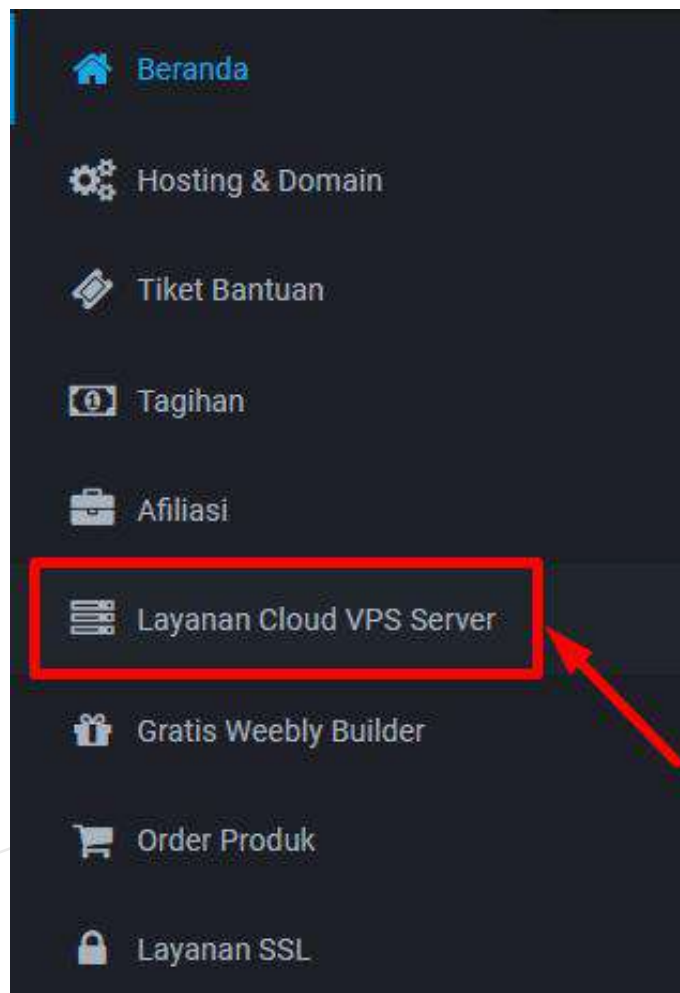 Beranda
Hosting & Domain
Tiket Bantuan
Tagihan
Afiliasi
Layanan Cloud VPS Server
Gratis Weebly Builder
Order Produk
Layanan SSL